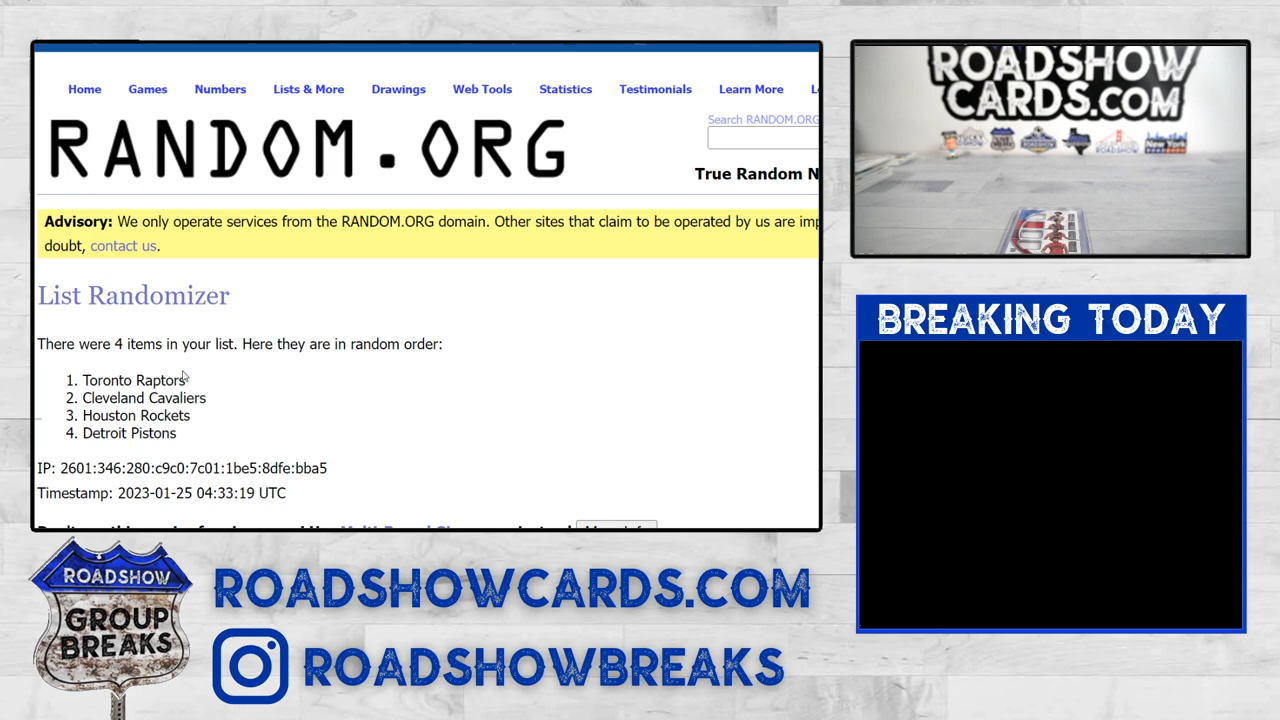 Home Games Numbers Lists & More Drawings Web Tools Statistics Testimonials Learn More L
RANDOM.ORG
Search RANDOM.ORG
True Random N
Advisory: We only operate services from the RANDOM.ORG domain. Other sites that claim to be operated by us are imp
doubt, contact us.
List Randomizer
There were 4 items in your list. Here they are in random order:
1. Toronto Raptors
2. Cleveland Cavaliers
3. Houston Rockets
4. Detroit Pistons
IP: 2601:346:280:c9c0:7c01:1be5:8dfe:bba5
Timestamp: 2023-01-25 04:33:19 UTC
ROADSHOW
CARDS.COM
BREAKING TODAY
ROADSHOW
GROUP
BREAKS
ROADSHOWCARDS.COM
ROADSHOWBREAKS